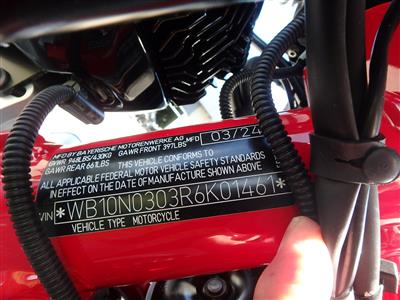 MFD BY BAYERISCHE MOTORENWERKE AG MFD 03/24
GVWR 948LBS/430KG GAWR FRONT 397LBS
GAWR REAR 661LBS
THIS VEHICLE CONFORMS TO
ALL APPLICABLE FEDERAL MOTOR VEHICLE SAFETY STANDARDS
IN EFFECT ON THE DATE OF MANUFACTURE SHOWN ABOVE
VIN *WB10N0303R6K01461*
VEHICLE TYPE MOTORCYCLE